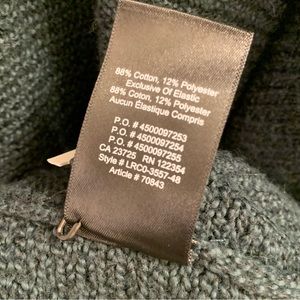 88% Cotton, 12% Polyester
Exclusive Of Elastic
88% Coton, 12% Polyester
Aucun Élastique Compris
P.O. # 4500097253
P.O. # 4500097254
P.O. # 4500097255
CA 23725 RN 122354
Style # LRC0-3557-48
Article # 70843